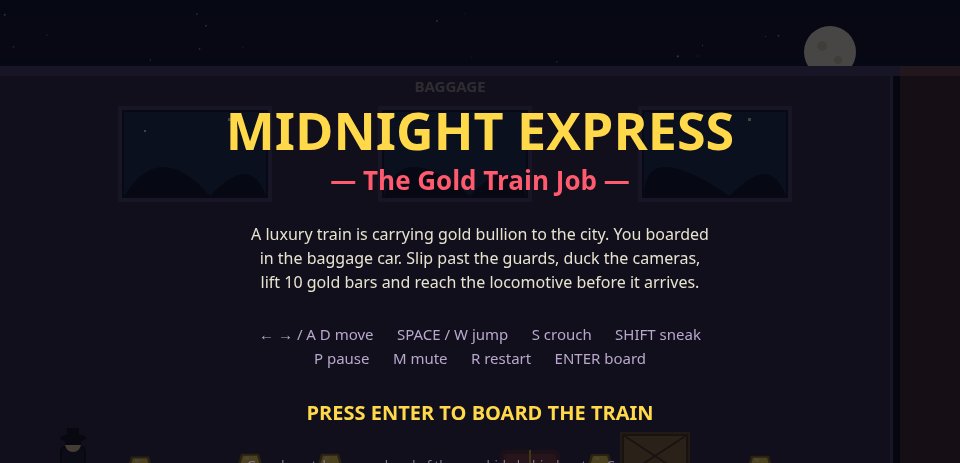 BAGGAGE
MIDNIGHT EXPRESS
— The Gold Train Job —
A luxury train is carrying gold bullion to the city. You boarded
in the baggage car. Slip past the guards, duck the cameras,
lift 10 gold bars and reach the locomotive before it arrives.
← → / A D move SPACE / W jump S crouch SHIFT sneak
P pause M mute R restart ENTER board
PRESS ENTER TO BOARD THE TRAIN